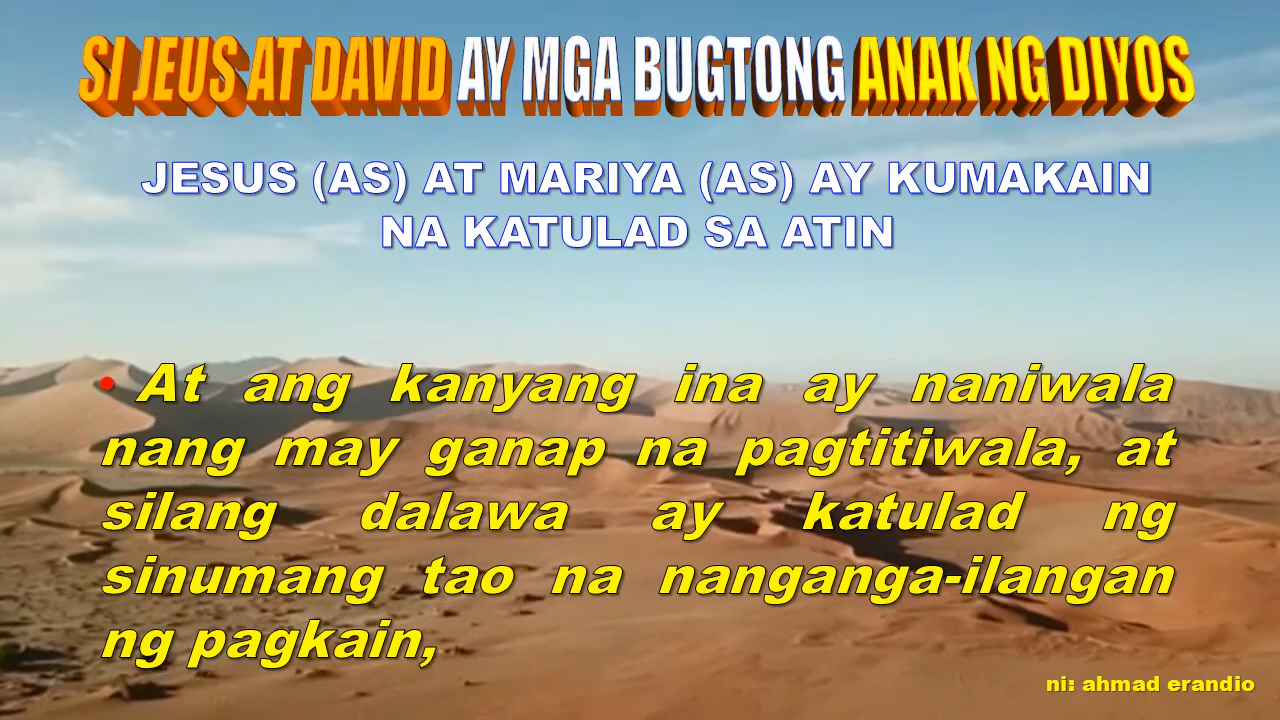 SI JEUS AT DAVID AY MGA BUGTONG ANAK NG DIYOS
JESUS (AS) AT MARIYA (AS) AY KUMAKAIN
NA KATULAD SA ATIN
• At ang kanyang ina ay naniwala
nang may ganap na pagtitiwala, at
silang dalawa ay katulad ng
sinumang tao na nanganga-ilangan
ng pagkain,
ni: ahmad erandio